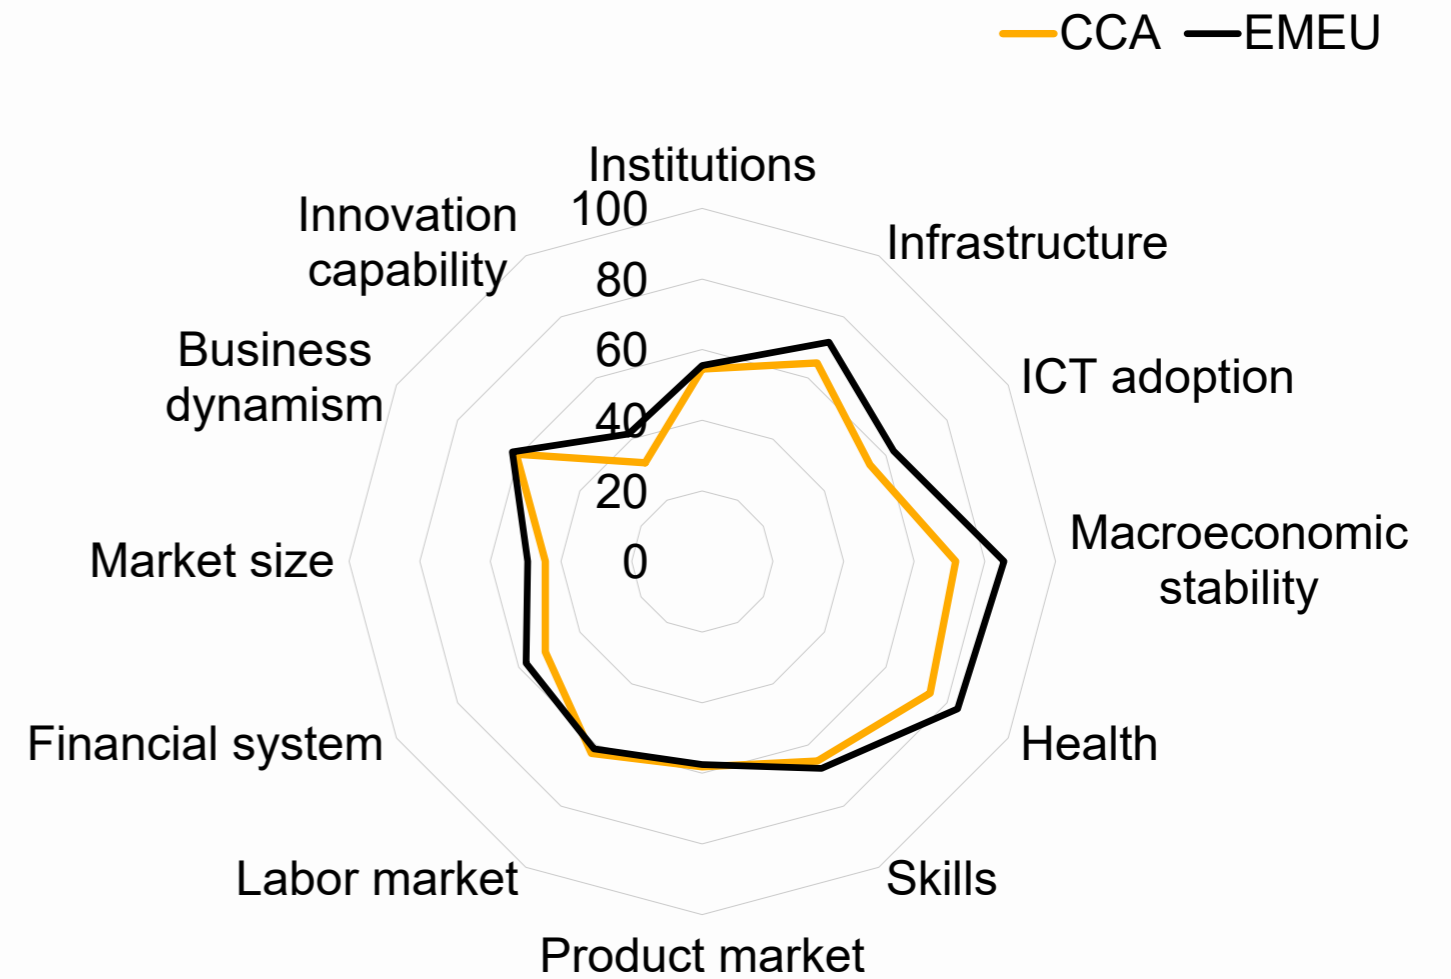 CCA EMEU
Institutions
100
80
60
40
20
0
Infrastructure
ICT adoption
Macroeconomic
stability
Health
Skills
Product market
Labor market
Financial system
Market size
Business
dynamism
Innovation
capability